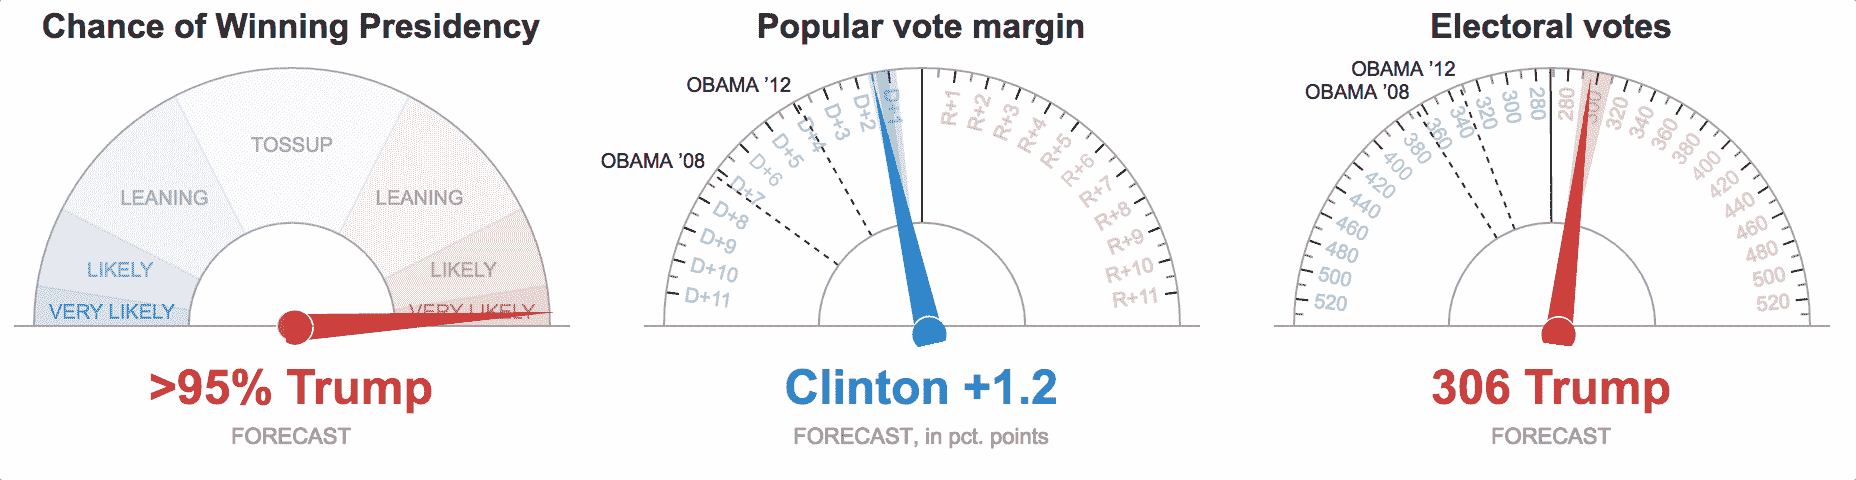 Chance of Winning Presidency
TOSSUP
LEANING
LEANING
LIKELY
LIKELY
VERY LIKELY
VERY LIKELY
>95% Trump
FORECAST
Popular vote margin
OBAMA '12
OBAMA '08
D+11
D+10
D+9
D+8
D+7
D+6
D+5
D+4
D+3
D+2
D+1
R+1
R+2
R+3
R+4
R+5
R+6
R+7
R+8
R+9
R+10
R+11
Clinton +1.2
FORECAST, in pct. points
Electoral votes
OBAMA '12
OBAMA '08
520
500
480
460
440
420
400
380
360
340
320
300
280
280
300
320
340
360
380
400
420
440
460
480
500
520
306 Trump
FORECAST